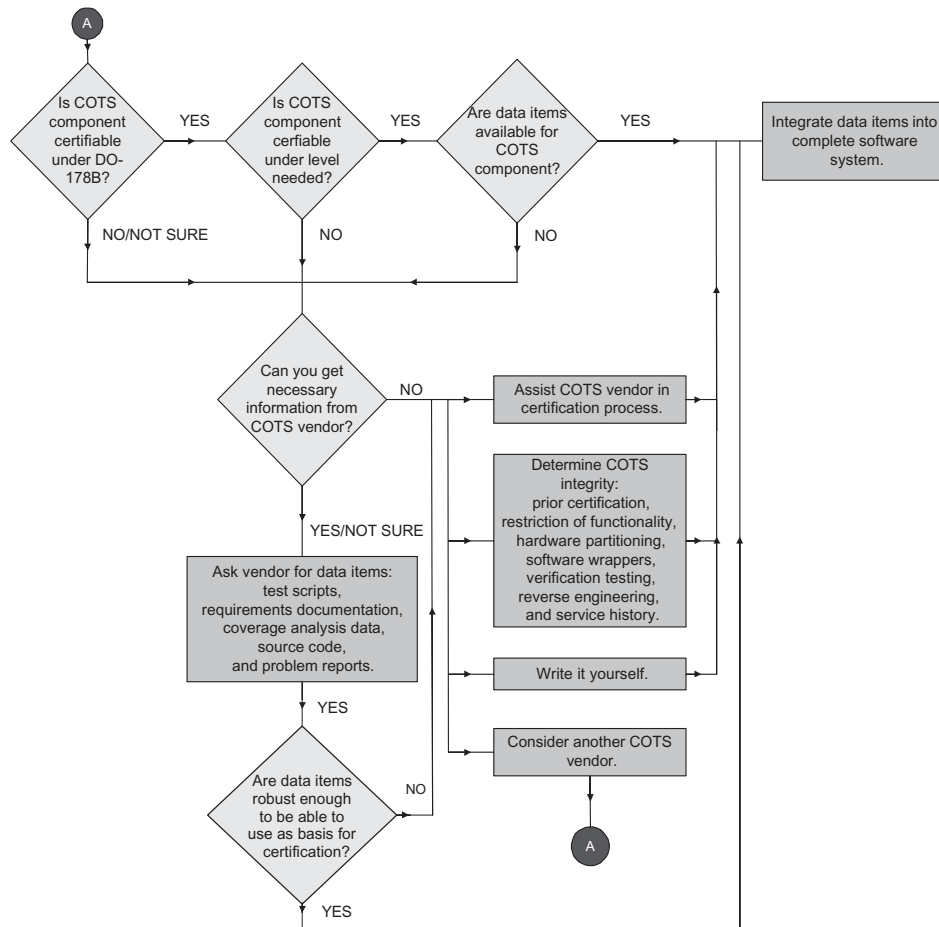 A
Is COTS
component
certifiable
under DO-
178B?
YES
Is COTS
component
cerfiable
under level
needed?
YES
Are data items
available for
COTS
component?
YES
Integrate data items into
complete software
system.
NO/NOT SURE
NO
NO
Can you get
necessary
information from
COTS vendor?
NO
Assist COTS vendor in
certification process.
Determine COTS
integrity:
prior certification,
restriction of functionality,
hardware partitioning,
software wrappers,
verification testing,
reverse engineering,
and service history.
YES/NOT SURE
Ask vendor for data items:
test scripts,
requirements documentation,
coverage analysis data,
source code,
and problem reports.
Write it yourself.
YES
Consider another COTS
vendor.
Are data items
robust enough
to be able to
use as basis for
certification?
NO
A
YES